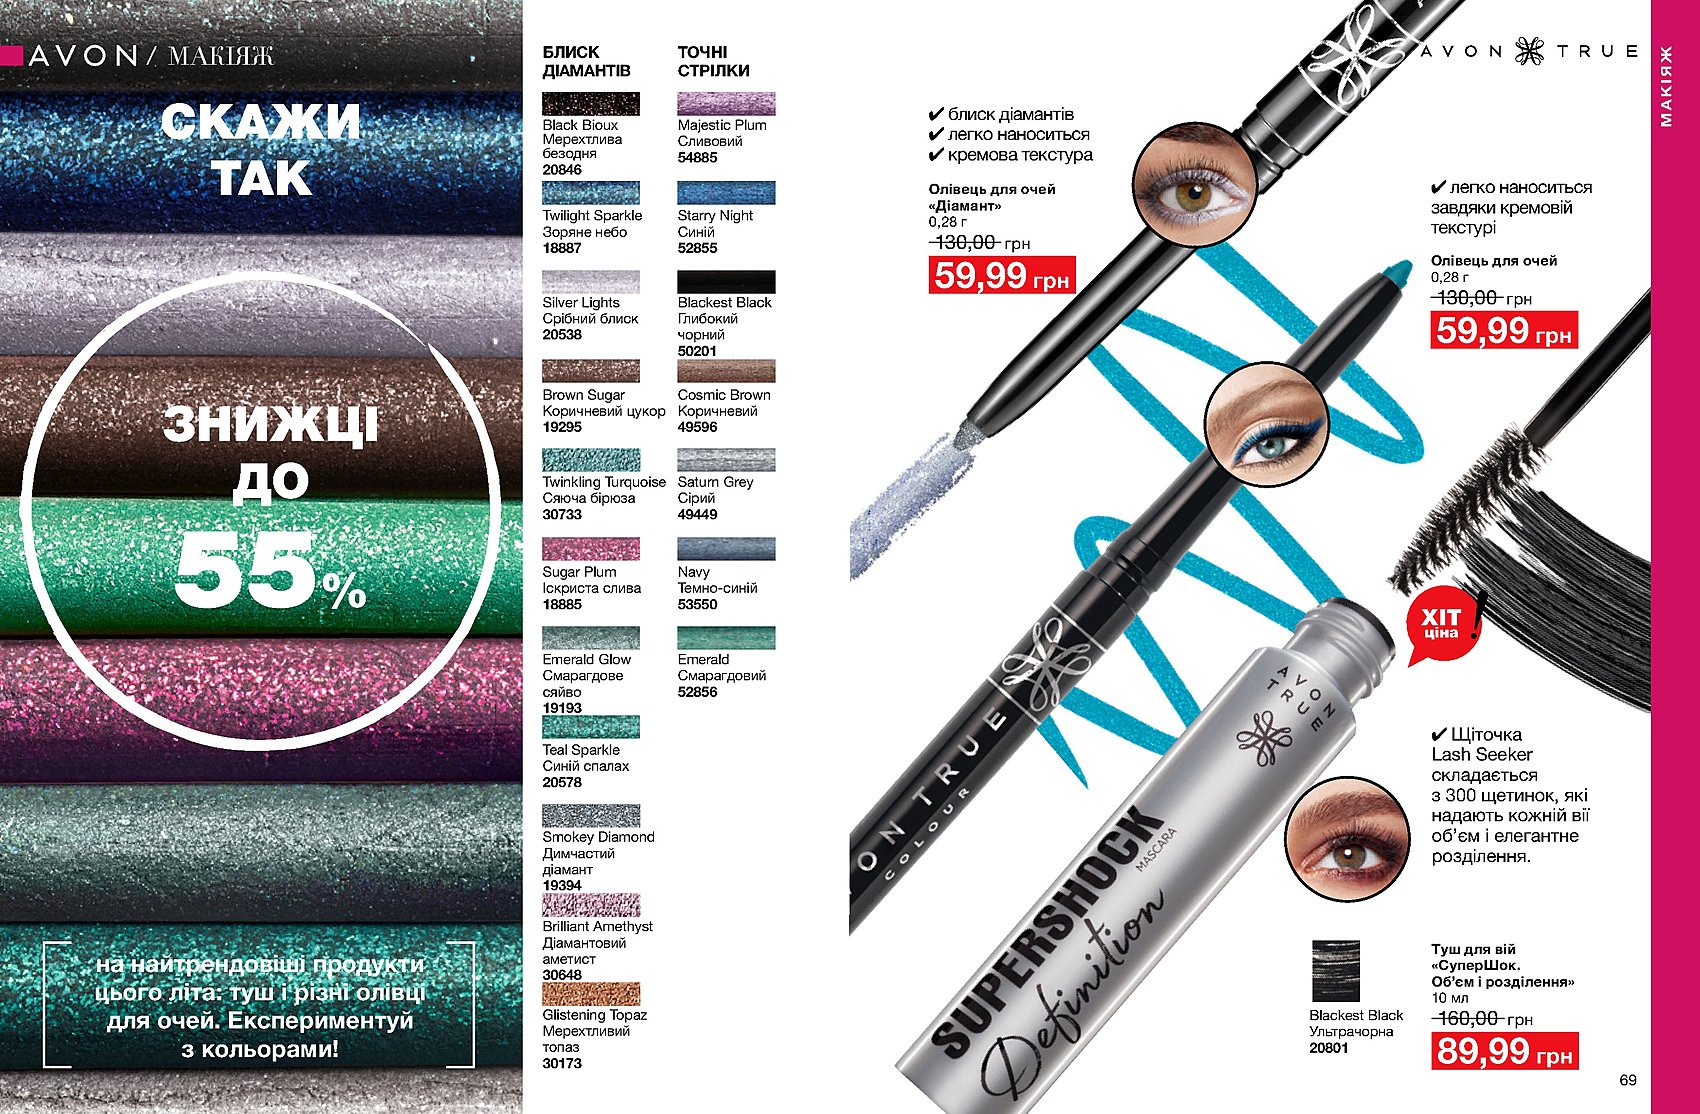 AVON / МАКІЯЖ
СКАЖИ
ТАК
ЗНИЖЦІ
ДО
55%
на найтрендовіші продукти
цього літа: туш і різні олівці
для очей. Експериментуй
з кольорами!
БЛИСК
ДІАМАНТІВ
Black Bioux
Мерехтлива
безодня
20846
Twilight Sparkle
Зоряне небо
18887
Silver Lights
Срібний блиск
20538
Brown Sugar
Коричневий цукор
19295
Twinkling Turquoise
Сяюча бірюза
30733
Sugar Plum
Іскриста слива
18885
Emerald Glow
Смарагдове
сяйво
19193
Teal Sparkle
Синій спалах
20578
Smokey Diamond
Димчастий
діамант
19394
Brilliant Amethyst
Діамантовий
аметист
30648
Glistening Topaz
Мерехтливий
топаз
30173
ТОЧНІ
СТРІЛКИ
Majestic Plum
Сливовий
54885
Starry Night
Синій
52855
Blackest Black
Глибокий
чорний
50201
Cosmic Brown
Коричневий
49596
Saturn Grey
Сірий
49449
Navy
Темно-синій
53550
Emerald
Смарагдовий
52856
✔ блиск діамантів
✔ легко наноситься
✔ кремова текстура
Олівець для очей
«Діамант»
0,28 г
130,00 грн
59,99 грн
AVON TRUE
МАКІЯЖ
✔ легко наноситься
завдяки кремовій
текстурі
Олівець для очей
0,28 г
130,00 грн
59,99 грн
ХІТ
ціна!
ON TRUE
COLOUR
AVON
TRUE
SUPERSHOCK
MASCARA
Definition
✔ Щіточка
Lash Seeker
складається
з 300 щетинок, які
надають кожній вії
об’єм і елегантне
розділення.
Blackest Black
Ультрачорна
20801
Туш для вій
«СуперШок.
Об’єм і розділення»
10 мл
160,00 грн
89,99 грн
69